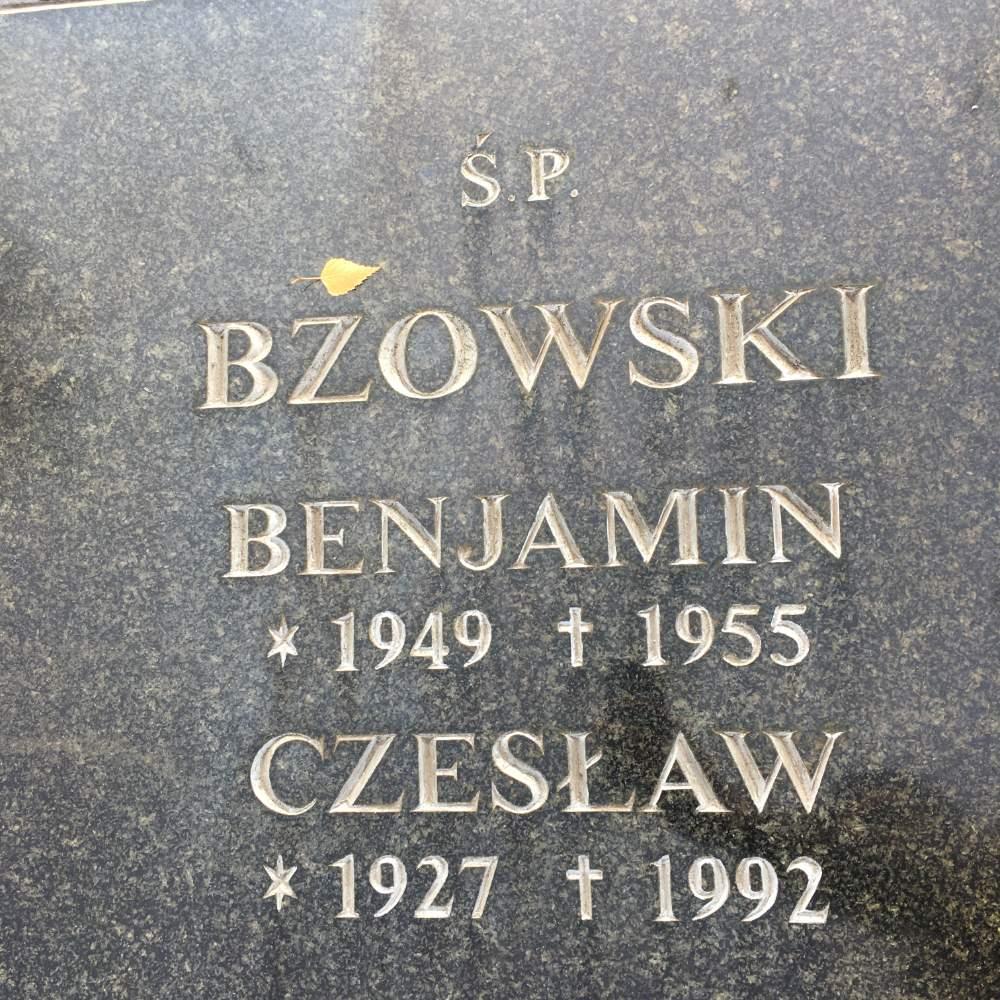 Ś.P.
BŻOWSKI
BENJAMIN
* 1949 † 1955
CZESŁAW
* 1927 † 1992